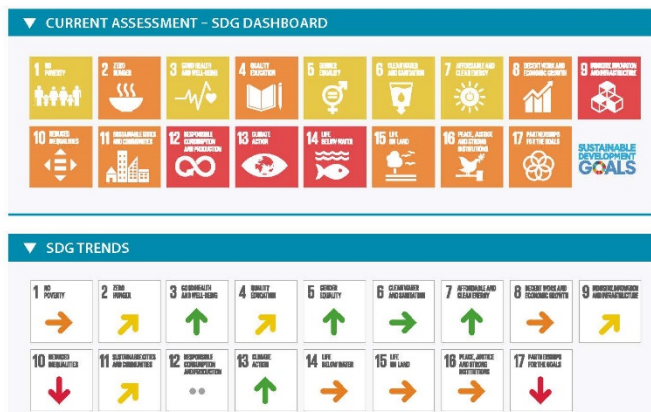 ▼ CURRENT ASSESSMENT – SDG DASHBOARD
1 NO
POVERTY
2 ZERO
HUNGER
3 GOOD HEALTH
AND WELL-BEING
4 QUALITY
EDUCATION
5 GENDER
EQUALITY
6 CLEAN WATER
AND SANITATION
7 AFFORDABLE AND
CLEAN ENERGY
8 DECENT WORK AND
ECONOMIC GROWTH
9 INDUSTRY, INNOVATION
AND INFRASTRUCTURE
10 REDUCED
INEQUALITIES
11 SUSTAINABLE CITIES
AND COMMUNITIES
12 RESPONSIBLE
CONSUMPTION
AND PRODUCTION
13 CLIMATE
ACTION
14 LIFE
BELOW WATER
15 LIFE
ON LAND
16 PEACE, JUSTICE
AND STRONG
INSTITUTIONS
17 PARTNERSHIPS
FOR THE GOALS
SUSTAINABLE
DEVELOPMENT
GOALS
▼ SDG TRENDS
1 NO
POVERTY
2 ZERO
HUNGER
3 GOOD HEALTH
AND WELL-BEING
4 QUALITY
EDUCATION
5 GENDER
EQUALITY
6 CLEAN WATER
AND SANITATION
7 AFFORDABLE AND
CLEAN ENERGY
8 DECENT WORK AND
ECONOMIC GROWTH
9 INDUSTRY, INNOVATION
AND INFRASTRUCTURE
10 REDUCED
INEQUALITIES
11 SUSTAINABLE CITIES
AND COMMUNITIES
12 RESPONSIBLE
CONSUMPTION
AND PRODUCTION
13 CLIMATE
ACTION
14 LIFE
BELOW WATER
15 LIFE
ON LAND
16 PEACE, JUSTICE
AND STRONG
INSTITUTIONS
17 PARTNERSHIPS
FOR THE GOALS